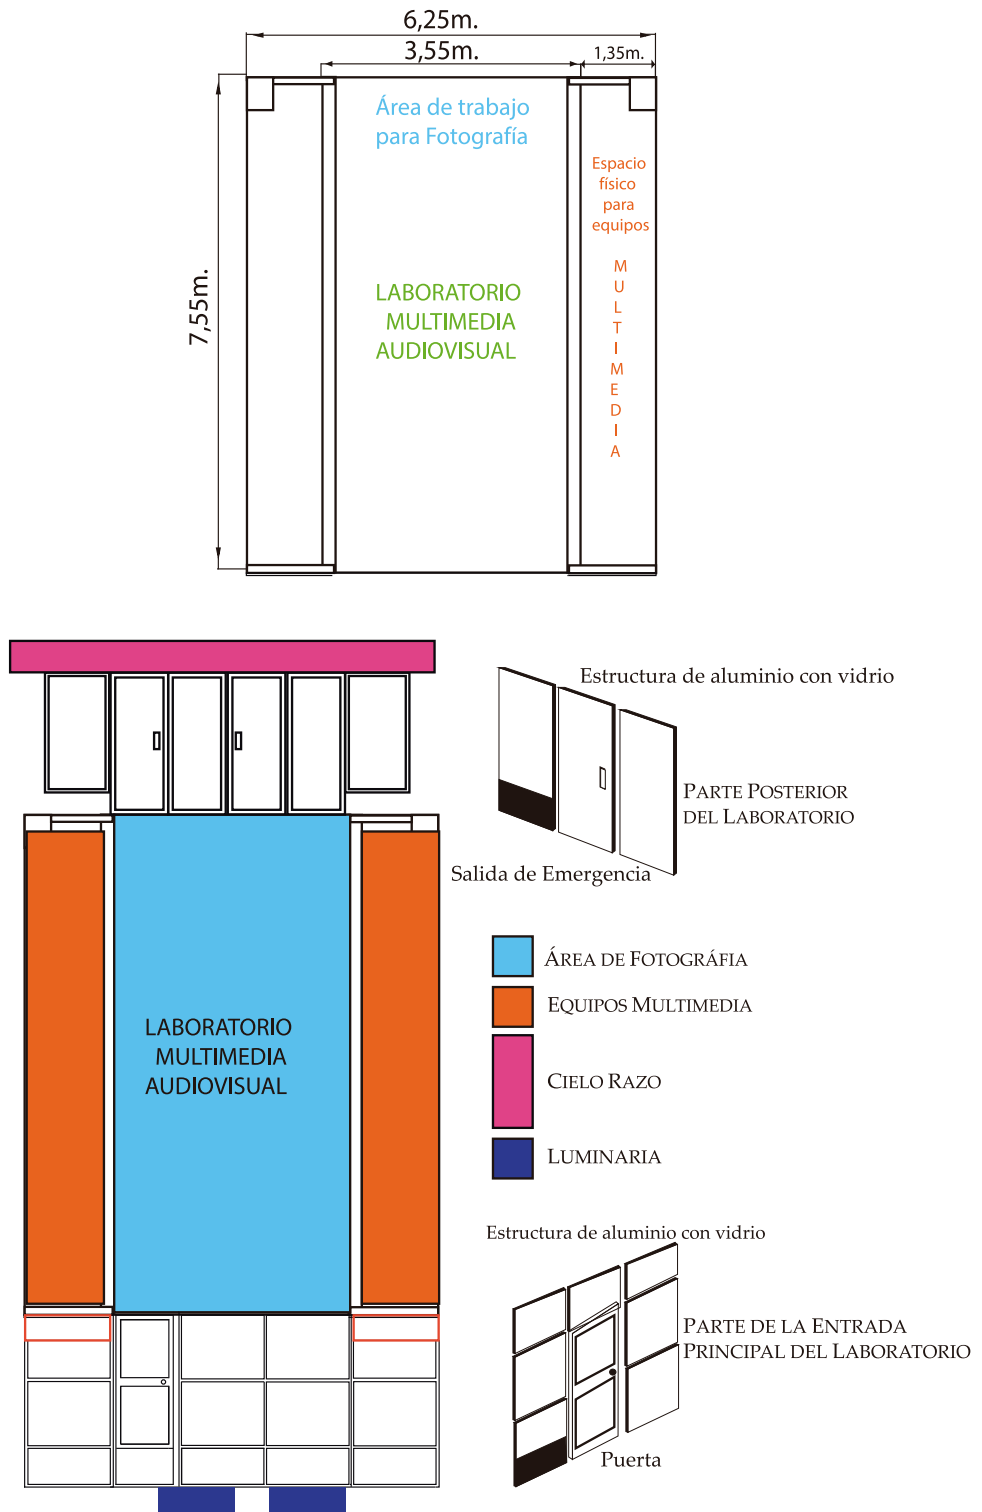 6,25m.
3,55m.
1,35m.
7,55m.
Área de trabajo
para Fotografía
Espacio
físico
para
equipos
M
U
L
T
I
M
E
D
I
A
LABORATORIO
MULTIMEDIA
AUDIOVISUAL
Estructura de aluminio con vidrio
PARTE POSTERIOR
DEL LABORATORIO
Salida de Emergencia
ÁREA DE FOTOGRÁFIA
EQUIPOS MULTIMEDIA
CIELO RAZO
LUMINARIA
LABORATORIO
MULTIMEDIA
AUDIOVISUAL
Estructura de aluminio con vidrio
PARTE DE LA ENTRADA
PRINCIPAL DEL LABORATORIO
Puerta